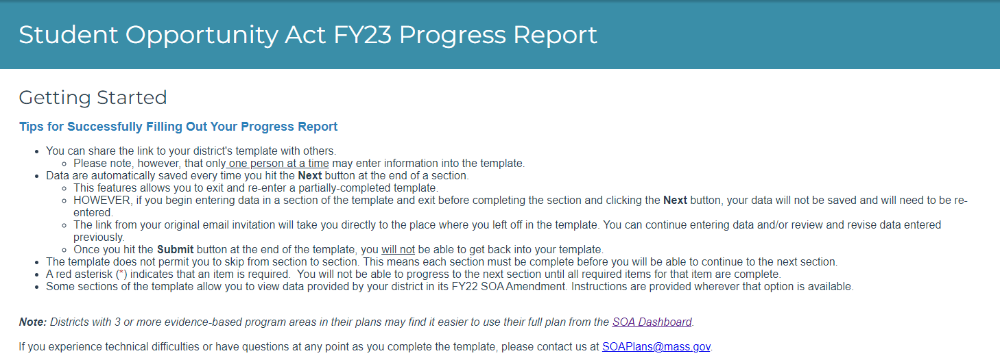 Student Opportunity Act FY23 Progress Report
Getting Started
Tips for Successfully Filling Out Your Progress Report
• You can share the link to your district's template with others.
◦ Please note, however, that only one person at a time may enter information into the template.
• Data are automatically saved every time you hit the Next button at the end of a section.
◦ This features allows you to exit and re-enter a partially-completed template.
◦ HOWEVER, if you begin entering data in a section of the template and exit before completing the section and clicking the Next button, your data will not be saved and will need to be re-
entered.
◦ The link from your original email invitation will take you directly to the place where you left off in the template. You can continue entering data and/or review and revise data entered
previously.
◦ Once you hit the Submit button at the end of the template, you will not be able to get back into your template.
• The template does not permit you to skip from section to section. This means each section must be complete before you will be able to continue to the next section.
• A red asterisk (*) indicates that an item is required.  You will not be able to progress to the next section until all required items for that item are complete.
• Some sections of the template allow you to view data provided by your district in its FY22 SOA Amendment. Instructions are provided wherever that option is available.
Note: Districts with 3 or more evidence-based program areas in their plans may find it easier to use their full plan from the SOA Dashboard.
If you experience technical difficulties or have questions at any point as you complete the template, please contact us at SOAPlans@mass.gov.